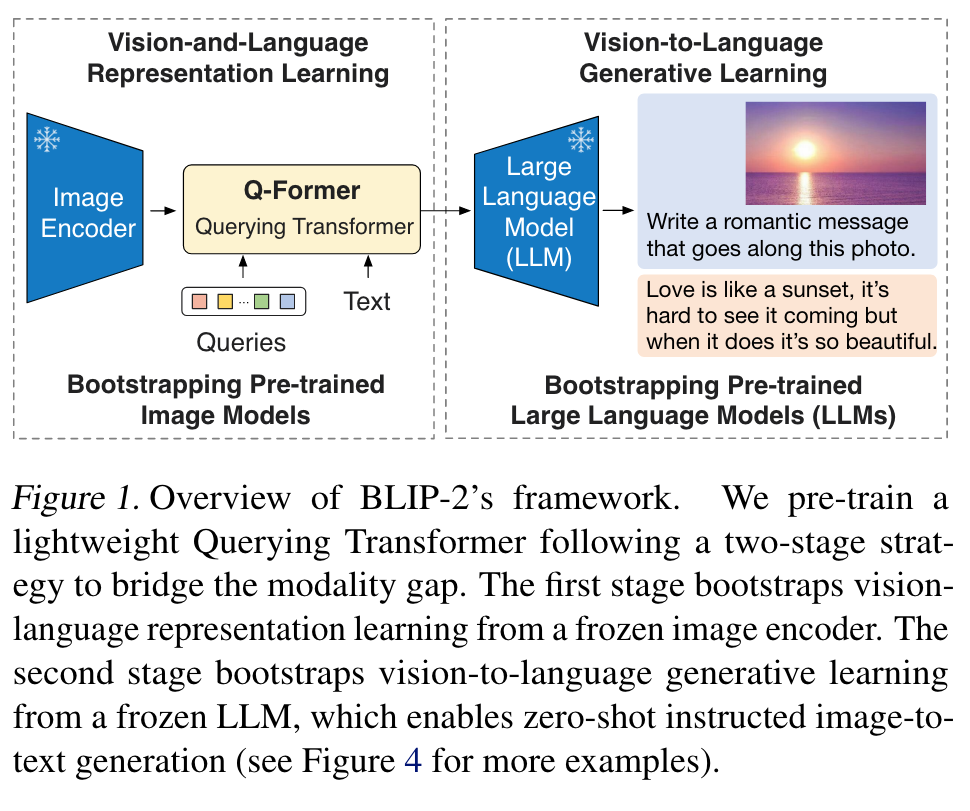 Vision-and-Language
Representation Learning
Image
Encoder
Q-Former
Querying Transformer
...
Queries
Text
Bootstrapping Pre-trained
Image Models
Vision-to-Language
Generative Learning
Large
Language
Model
(LLM)
Write a romantic message
that goes along this photo.
Love is like a sunset, it's
hard to see it coming but
when it does it's so beautiful.
Bootstrapping Pre-trained
Large Language Models (LLMs)
Figure 1. Overview of BLIP-2's framework. We pre-train a
lightweight Querying Transformer following a two-stage strat-
egy to bridge the modality gap. The first stage bootstraps vision-
language representation learning from a frozen image encoder. The
second stage bootstraps vision-to-language generative learning
from a frozen LLM, which enables zero-shot instructed image-to-
text generation (see Figure 4 for more examples).